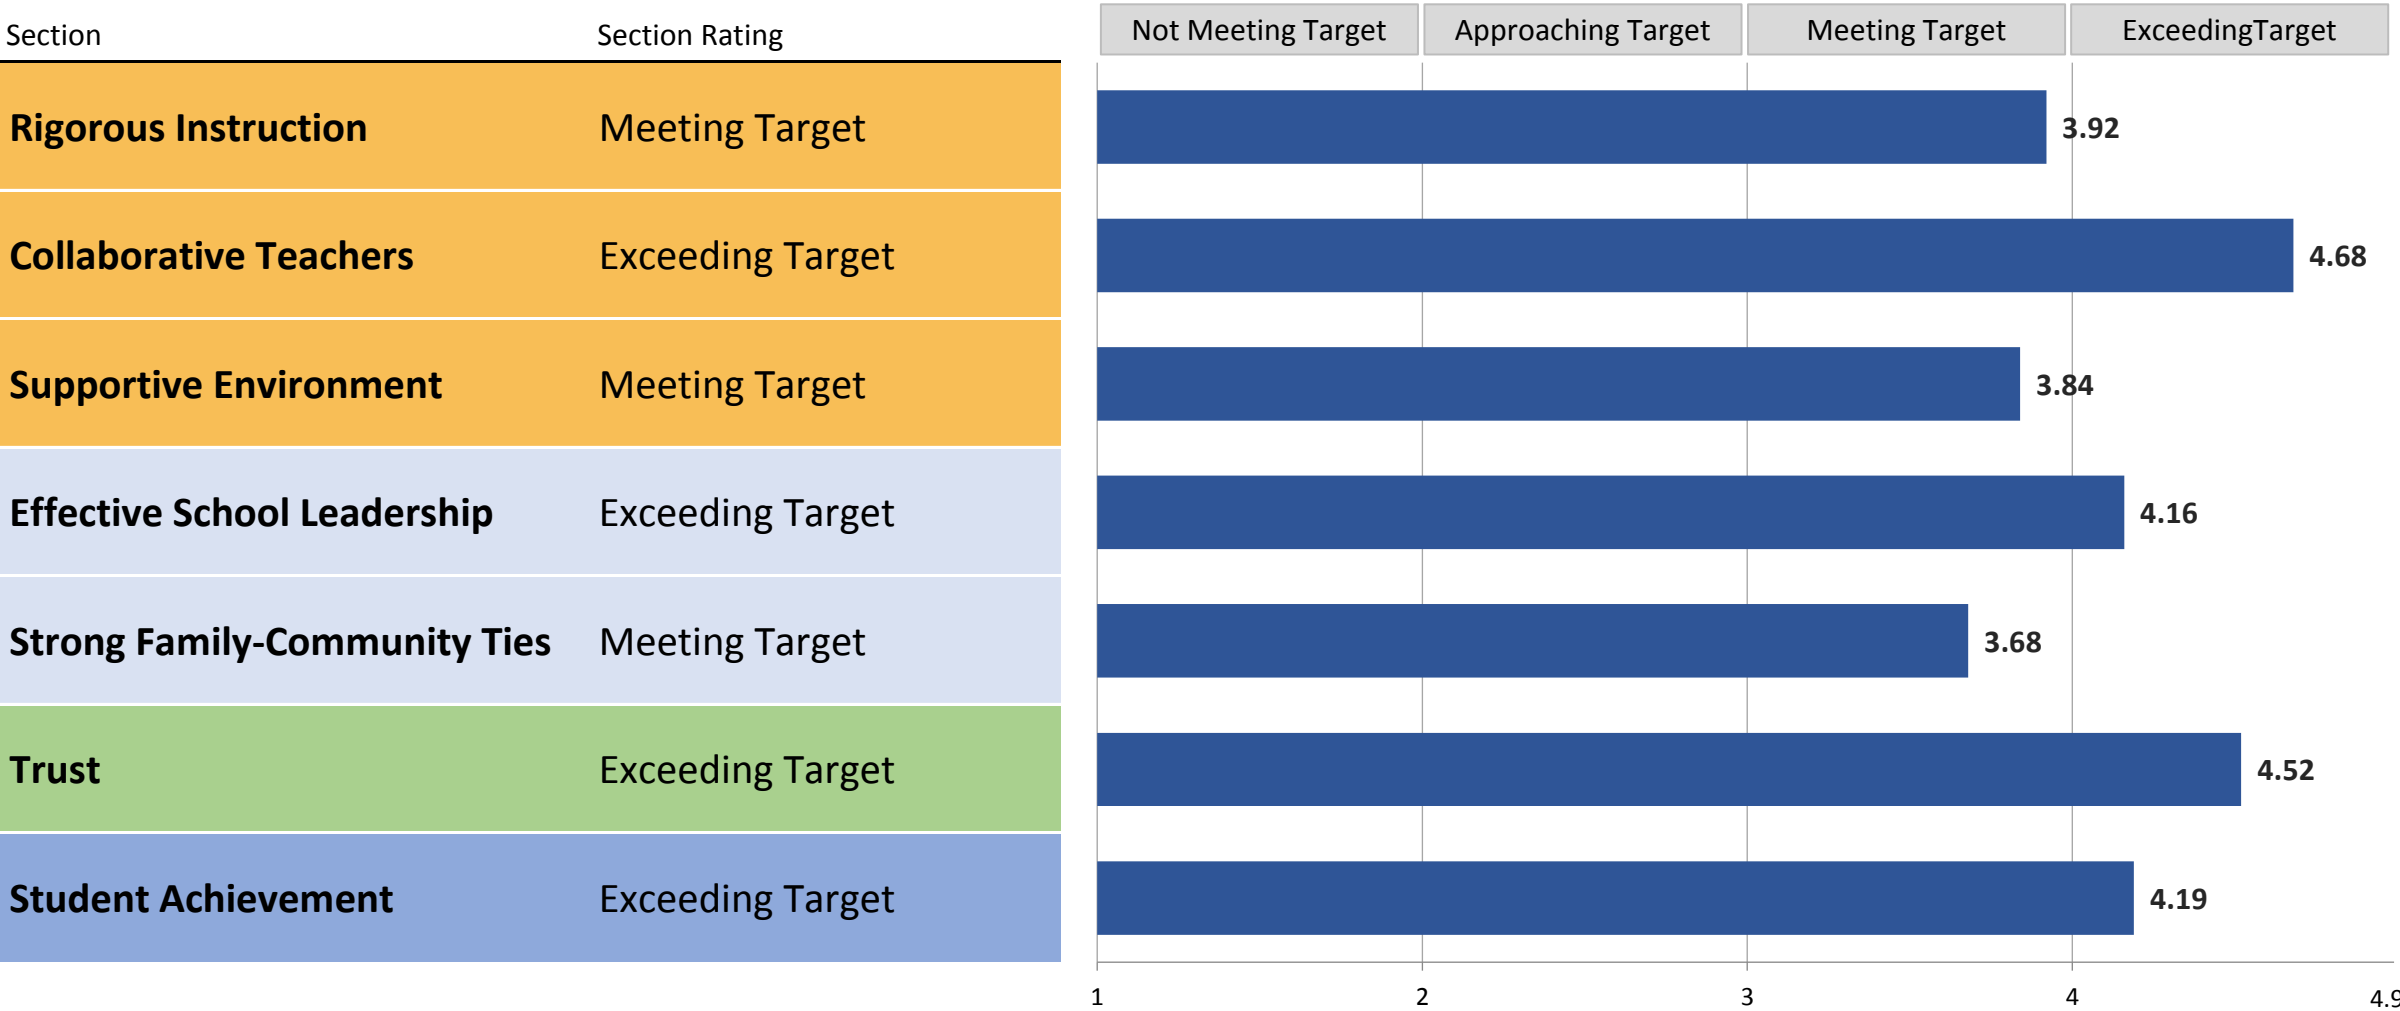 Section Section Rating Not Meeting Target Approaching Target Meeting Target ExceedingTarget
Rigorous Instruction Meeting Target 3.92
Collaborative Teachers Exceeding Target 4.68
Supportive Environment Meeting Target 3.84
Effective School Leadership Exceeding Target 4.16
Strong Family-Community Ties Meeting Target 3.68
Trust Exceeding Target 4.52
Student Achievement Exceeding Target 4.19
1 2 3 4 4.9